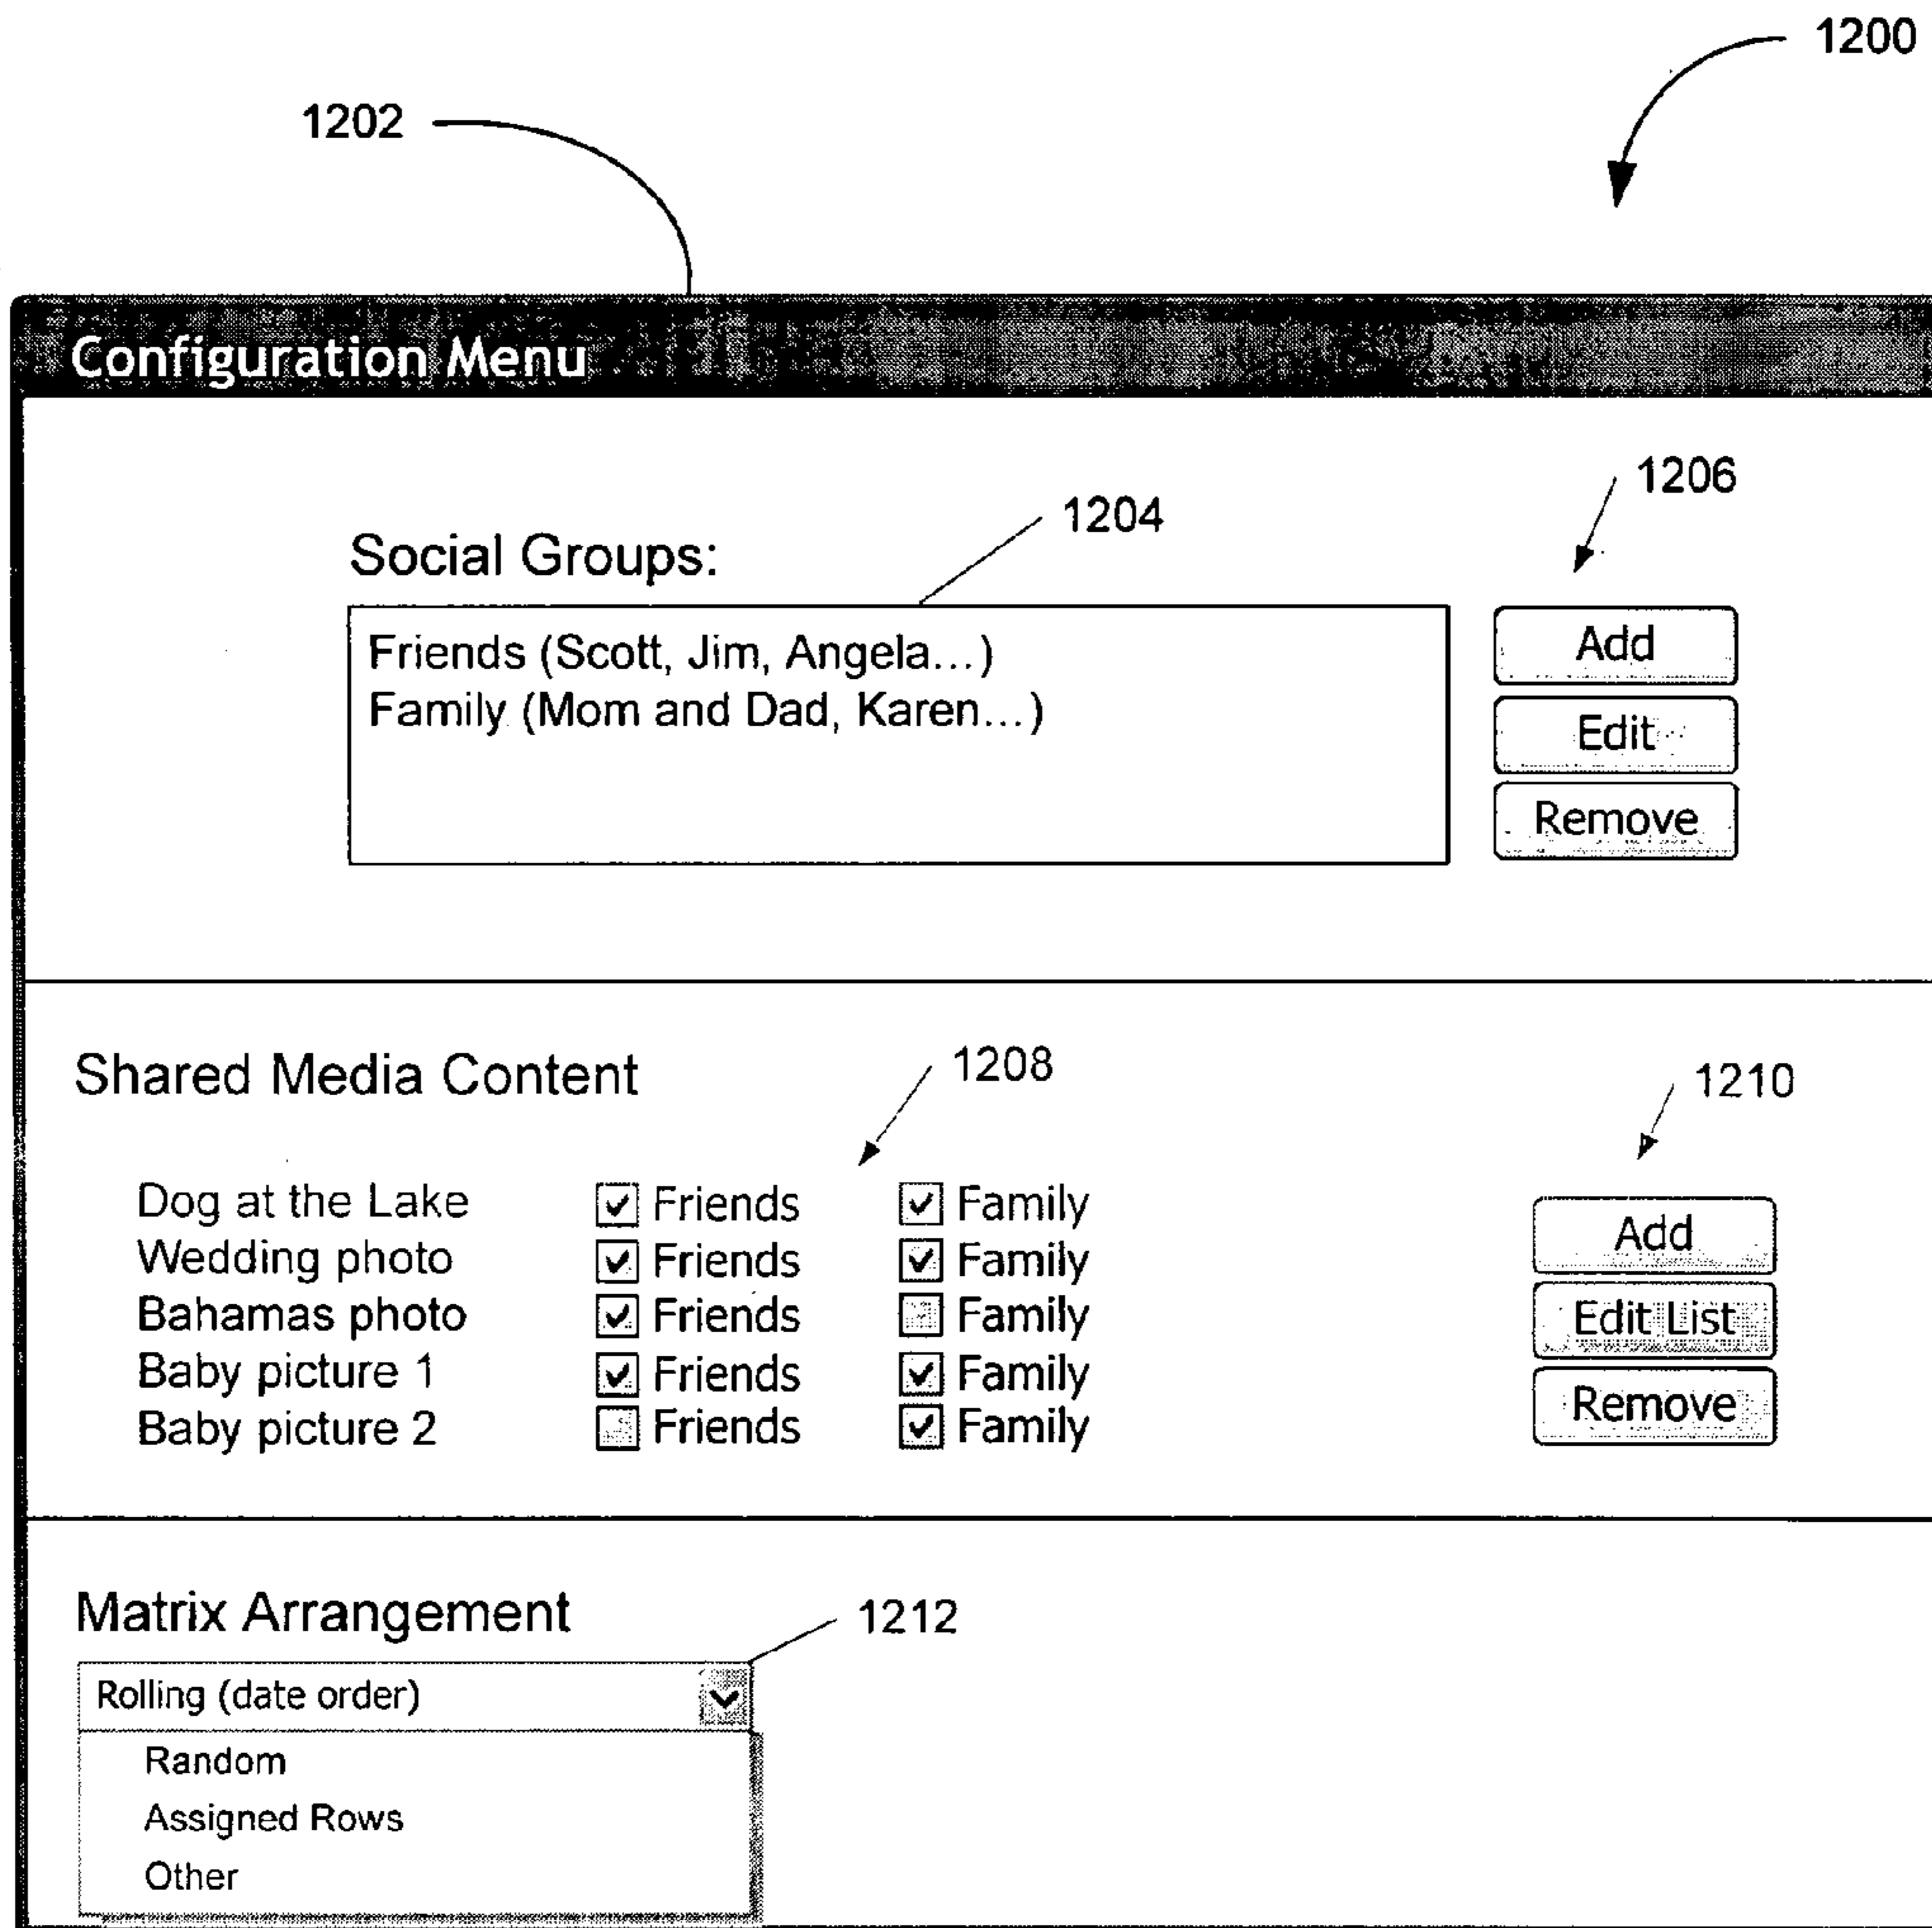 1200
1202
Configuration Menu
1206
1204
Social Groups:
Friends (Scott, Jim, Angela...)
Family (Mom and Dad, Karen...)
Add
Edit
Remove
Shared Media Content
1208
1210
Dog at the Lake Friends Family
Wedding photo Friends Family
Bahamas photo Friends Family
Baby picture 1 Friends Family
Baby picture 2 Friends Family
Add
Edit List
Remove
Matrix Arrangement
1212
Rolling (date order)
Random
Assigned Rows
Other